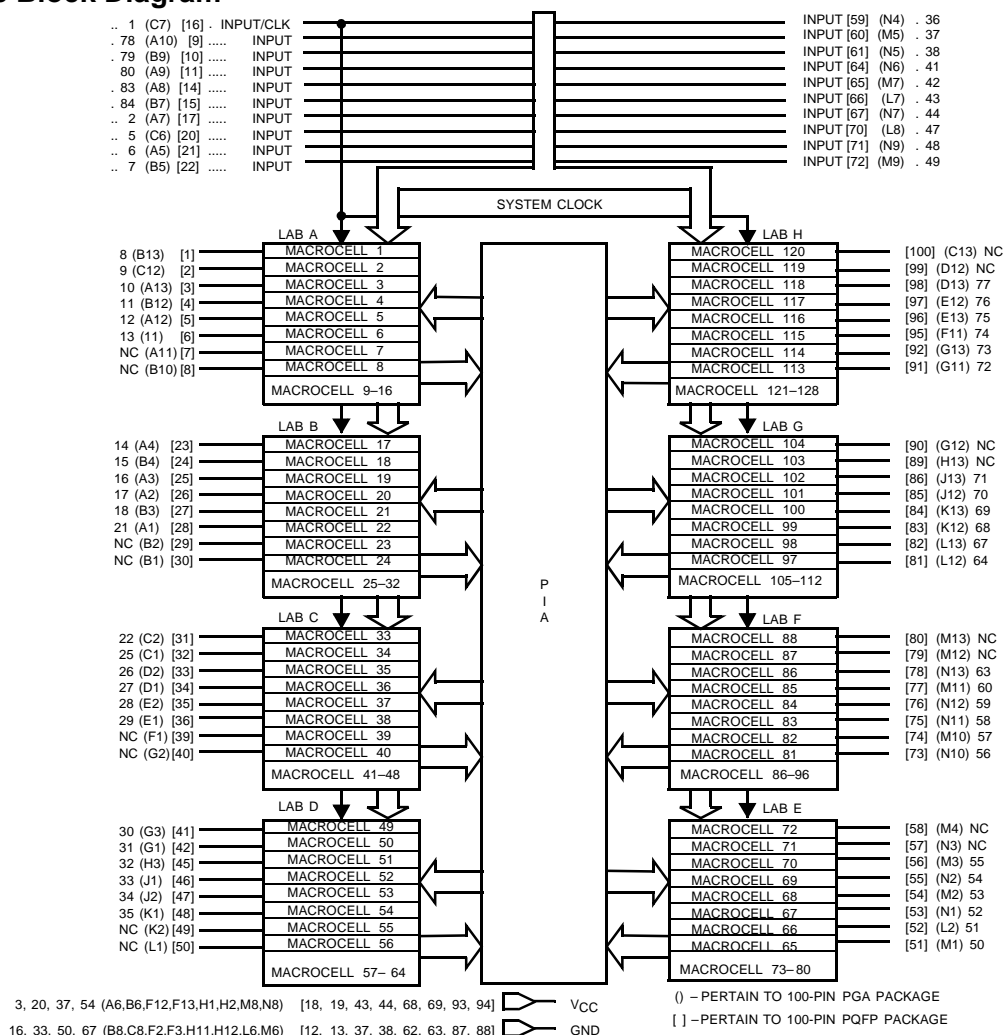 Block Diagram
.. 1 (C7) [16] . INPUT/CLK
. 78 (A10) [9] ..... INPUT
. 79 (B9) [10] ..... INPUT
80 (A9) [11] ..... INPUT
. 83 (A8) [14] ..... INPUT
. 84 (B7) [15] ..... INPUT
.. 2 (A7) [17] ..... INPUT
.. 5 (C6) [20] ..... INPUT
.. 6 (A5) [21] ..... INPUT
.. 7 (B5) [22] ..... INPUT
INPUT [59] (N4) . 36
INPUT [60] (M5) . 37
INPUT [61] (N5) . 38
INPUT [64] (N6) . 41
INPUT [65] (M7) . 42
INPUT [66] (L7) . 43
INPUT [67] (N7) . 44
INPUT [70] (L8) . 47
INPUT [71] (N9) . 48
INPUT [72] (M9) . 49
SYSTEM CLOCK
LAB A
8 (B13) [1] MACROCELL 1
9 (C12) [2] MACROCELL 2
10 (A13) [3] MACROCELL 3
11 (B12) [4] MACROCELL 4
12 (A12) [5] MACROCELL 5
13 (11) [6] MACROCELL 6
NC (A11) [7] MACROCELL 7
NC (B10) [8] MACROCELL 8
MACROCELL 9–16
LAB B
14 (A4) [23] MACROCELL 17
15 (B4) [24] MACROCELL 18
16 (A3) [25] MACROCELL 19
17 (A2) [26] MACROCELL 20
18 (B3) [27] MACROCELL 21
21 (A1) [28] MACROCELL 22
NC (B2) [29] MACROCELL 23
NC (B1) [30] MACROCELL 24
MACROCELL 25–32
LAB C
22 (C2) [31] MACROCELL 33
25 (C1) [32] MACROCELL 34
26 (D2) [33] MACROCELL 35
27 (D1) [34] MACROCELL 36
28 (E2) [35] MACROCELL 37
29 (E1) [36] MACROCELL 38
NC (F1) [39] MACROCELL 39
NC (G2) [40] MACROCELL 40
MACROCELL 41–48
LAB D
30 (G3) [41] MACROCELL 49
31 (G1) [42] MACROCELL 50
32 (H3) [45] MACROCELL 51
33 (J1) [46] MACROCELL 52
34 (J2) [47] MACROCELL 53
35 (K1) [48] MACROCELL 54
NC (K2) [49] MACROCELL 55
NC (L1) [50] MACROCELL 56
MACROCELL 57– 64
P
I
A
LAB H
MACROCELL 120 [100] (C13) NC
MACROCELL 119 [99] (D12) NC
MACROCELL 118 [98] (D13) 77
MACROCELL 117 [97] (E12) 76
MACROCELL 116 [96] (E13) 75
MACROCELL 115 [95] (F11) 74
MACROCELL 114 [92] (G13) 73
MACROCELL 113 [91] (G11) 72
MACROCELL 121–128
LAB G
MACROCELL 104 [90] (G12) NC
MACROCELL 103 [89] (H13) NC
MACROCELL 102 [86] (J13) 71
MACROCELL 101 [85] (J12) 70
MACROCELL 100 [84] (K13) 69
MACROCELL 99 [83] (K12) 68
MACROCELL 98 [82] (L13) 67
MACROCELL 97 [81] (L12) 64
MACROCELL 105–112
LAB F
MACROCELL 88 [80] (M13) NC
MACROCELL 87 [79] (M12) NC
MACROCELL 86 [78] (N13) 63
MACROCELL 85 [77] (M11) 60
MACROCELL 84 [76] (N12) 59
MACROCELL 83 [75] (N11) 58
MACROCELL 82 [74] (M10) 57
MACROCELL 81 [73] (N10) 56
MACROCELL 86–96
LAB E
MACROCELL 72 [58] (M4) NC
MACROCELL 71 [57] (N3) NC
MACROCELL 70 [56] (M3) 55
MACROCELL 69 [55] (N2) 54
MACROCELL 68 [54] (M2) 53
MACROCELL 67 [53] (N1) 52
MACROCELL 66 [52] (L2) 51
MACROCELL 65 [51] (M1) 50
MACROCELL 73–80
3, 20, 37, 54 (A6,B6,F12,F13,H1,H2,M8,N8) [18, 19, 43, 44, 68, 69, 93, 94] VCC
16, 33, 50, 67 (B8,C8,F2,F3,H11,H12,L6,M6) [12, 13, 37, 38, 62, 63, 87, 88] GND
() – PERTAIN TO 100-PIN PGA PACKAGE
[ ] – PERTAIN TO 100-PIN PQFP PACKAGE